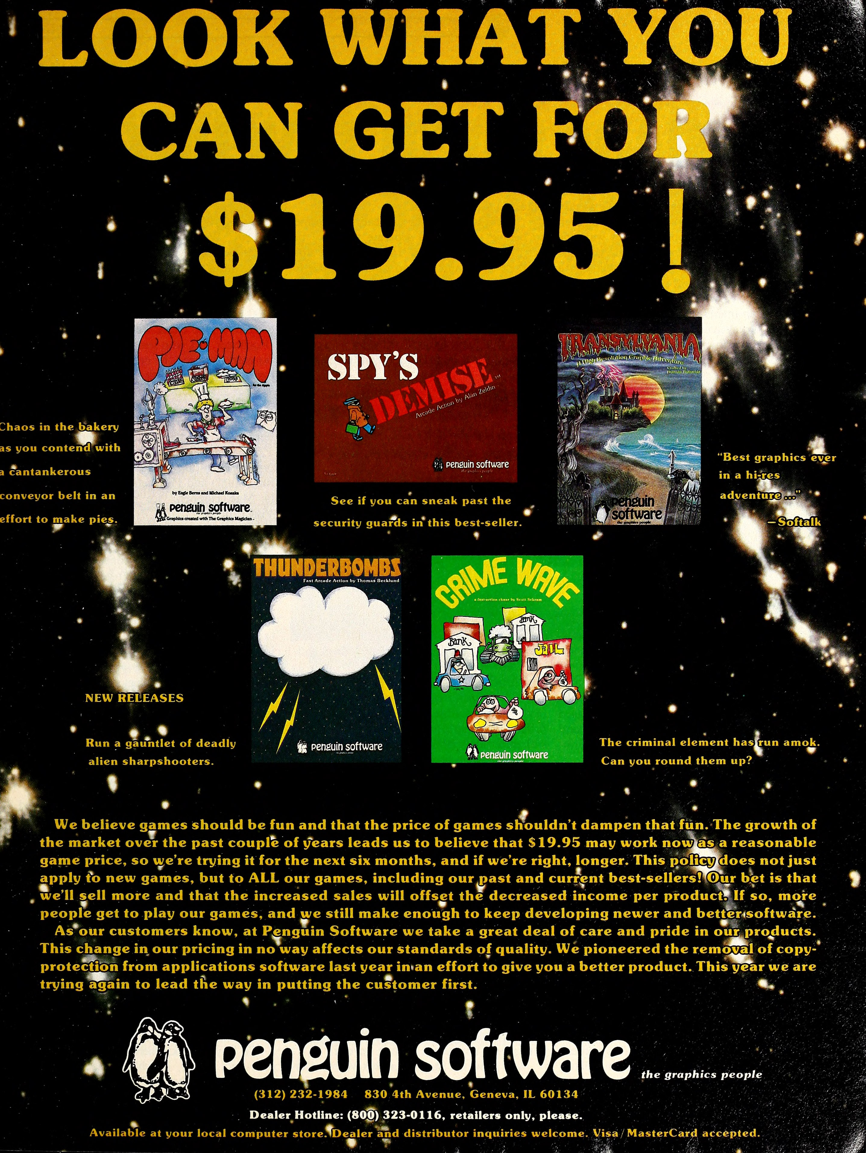 LOOK WHAT YOU
CAN GET FOR
$19.95!
PIE-MAN
for the Apple
by Eagle Berns and Michael Kosaka
penguin software
Graphics created with The Graphics Magician
Chaos in the bakery
as you contend with
a cantankerous
conveyor belt in an
effort to make pies.
SPY'S
DEMISE
Arcade Action by Alan Zeldin
penguin software
the graphics people
See if you can sneak past the
security guards in this best-seller.
TRANSYLVANIA
penguin
software
the graphics people
"Best graphics ever
in a hi-res
adventure ..."
—Softalk
THUNDERBOMBS
Fast Arcade Action by Thomas Becklund
penguin software
NEW RELEASES
Run a gauntlet of deadly
alien sharpshooters.
CRIME WAVE
Bank
Bank
JAIL
penguin software
The criminal element has run amok.
Can you round them up?
We believe games should be fun and that the price of games shouldn't dampen that fun. The growth of
the market over the past couple of years leads us to believe that $19.95 may work now as a reasonable
game price, so we're trying it for the next six months, and if we're right, longer. This policy does not just
apply to new games, but to ALL our games, including our past and current best-sellers! Our bet is that
we'll sell more and that the increased sales will offset the decreased income per product. If so, more
people get to play our games, and we still make enough to keep developing newer and better software.
As our customers know, at Penguin Software we take a great deal of care and pride in our products.
This change in our pricing in no way affects our standards of quality. We pioneered the removal of copy-
protection from applications software last year in an effort to give you a better product. This year we are
trying again to lead the way in putting the customer first.
penguin software the graphics people
(312) 232-1984 830 4th Avenue, Geneva, IL 60134
Dealer Hotline: (800) 323-0116, retailers only, please.
Available at your local computer store. Dealer and distributor inquiries welcome. Visa/MasterCard accepted.